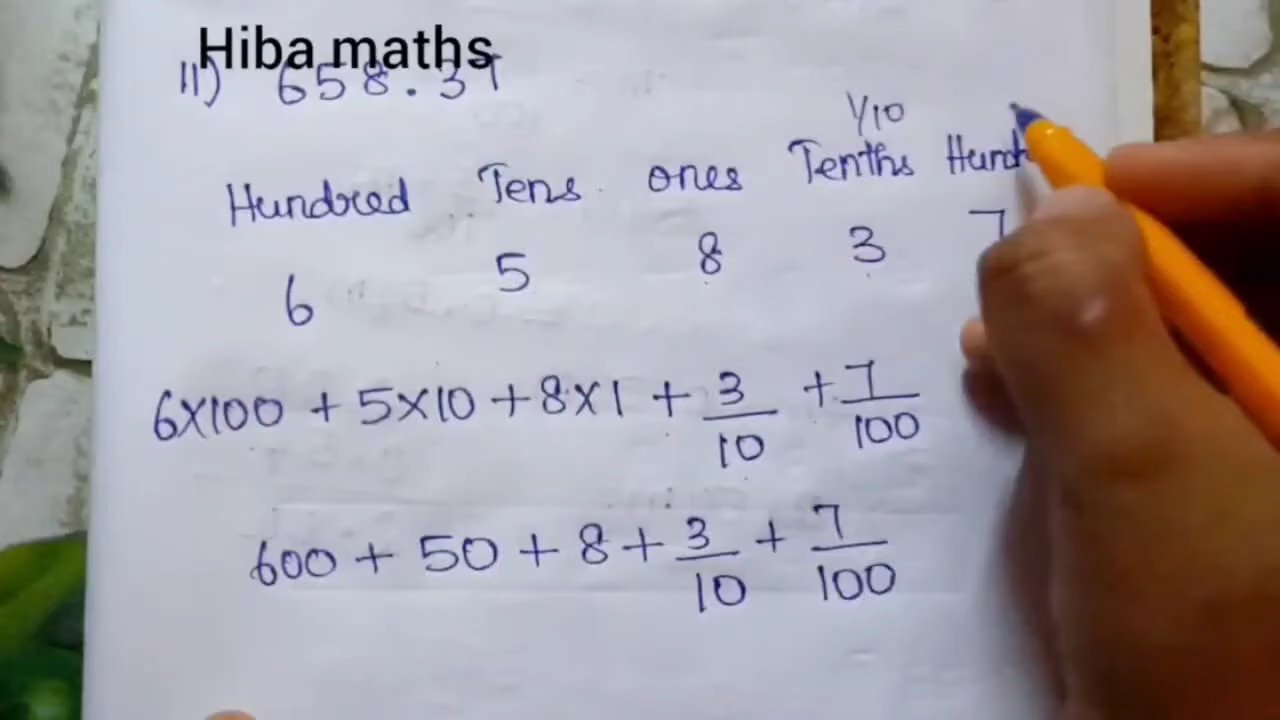 Hiba maths
11) 658.37
1/10
Hundred Tens ones Tenths
6 5 8 3 7
6×100 + 5×10 + 8×1 + 3/10 + 7/100
600 + 50 + 8 + 3/10 + 7/100